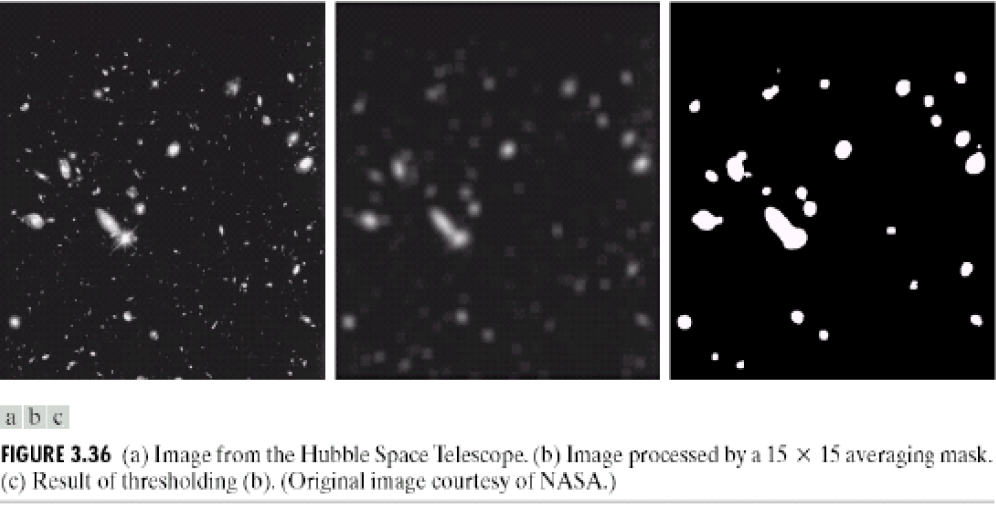 a b c
FIGURE 3.36 (a) Image from the Hubble Space Telescope. (b) Image processed by a 15 × 15 averaging mask.
(c) Result of thresholding (b). (Original image courtesy of NASA.)